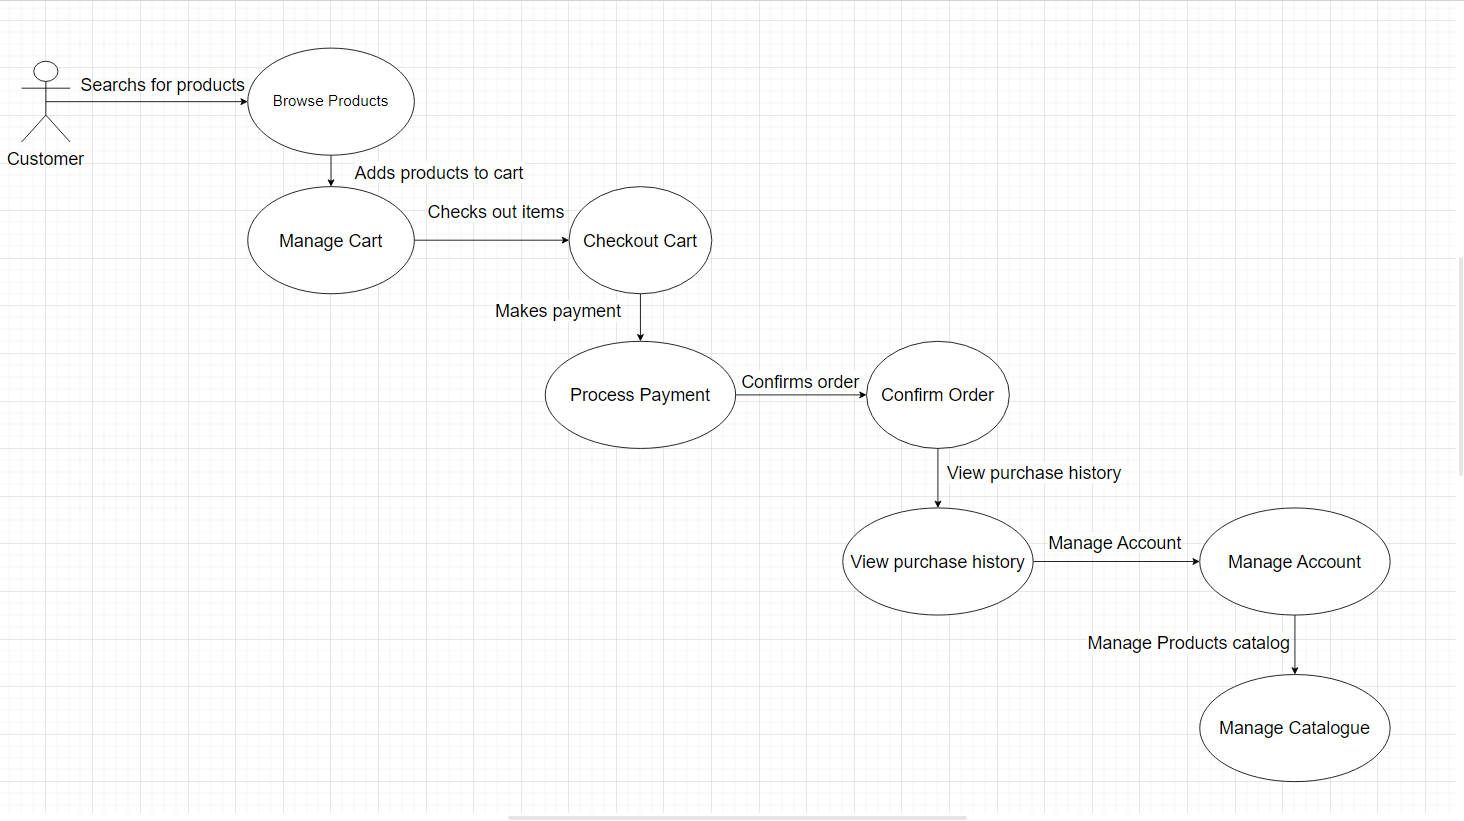 Searchs for products
Browse Products
Customer
Adds products to cart
Checks out items
Manage Cart
Checkout Cart
Makes payment
Process Payment
Confirms order
Confirm Order
View purchase history
View purchase history
Manage Account
Manage Account
Manage Products catalog
Manage Catalogue